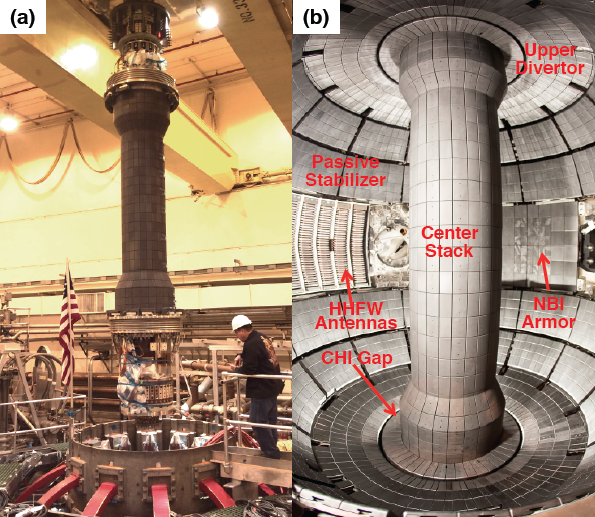 (a)
(b)
Upper
Divertor
Passive
Stabilizer
Center
Stack
HHFW
Antennas
NBI
Armor
CHI Gap